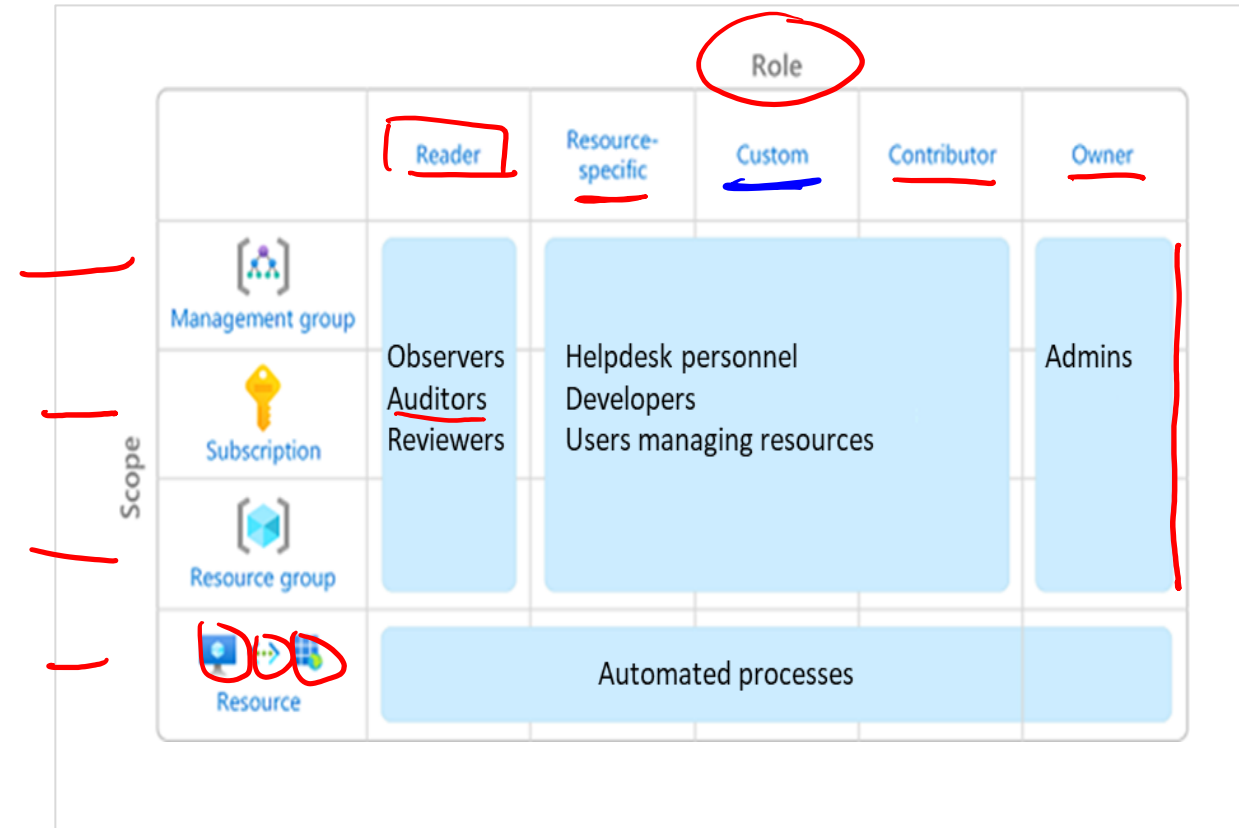 Role
Reader
Resource-
specific
Custom
Contributor
Owner
Scope
Management group
Subscription
Resource group
Resource
Observers
Auditors
Reviewers
Helpdesk personnel
Developers
Users managing resources
Admins
Automated processes